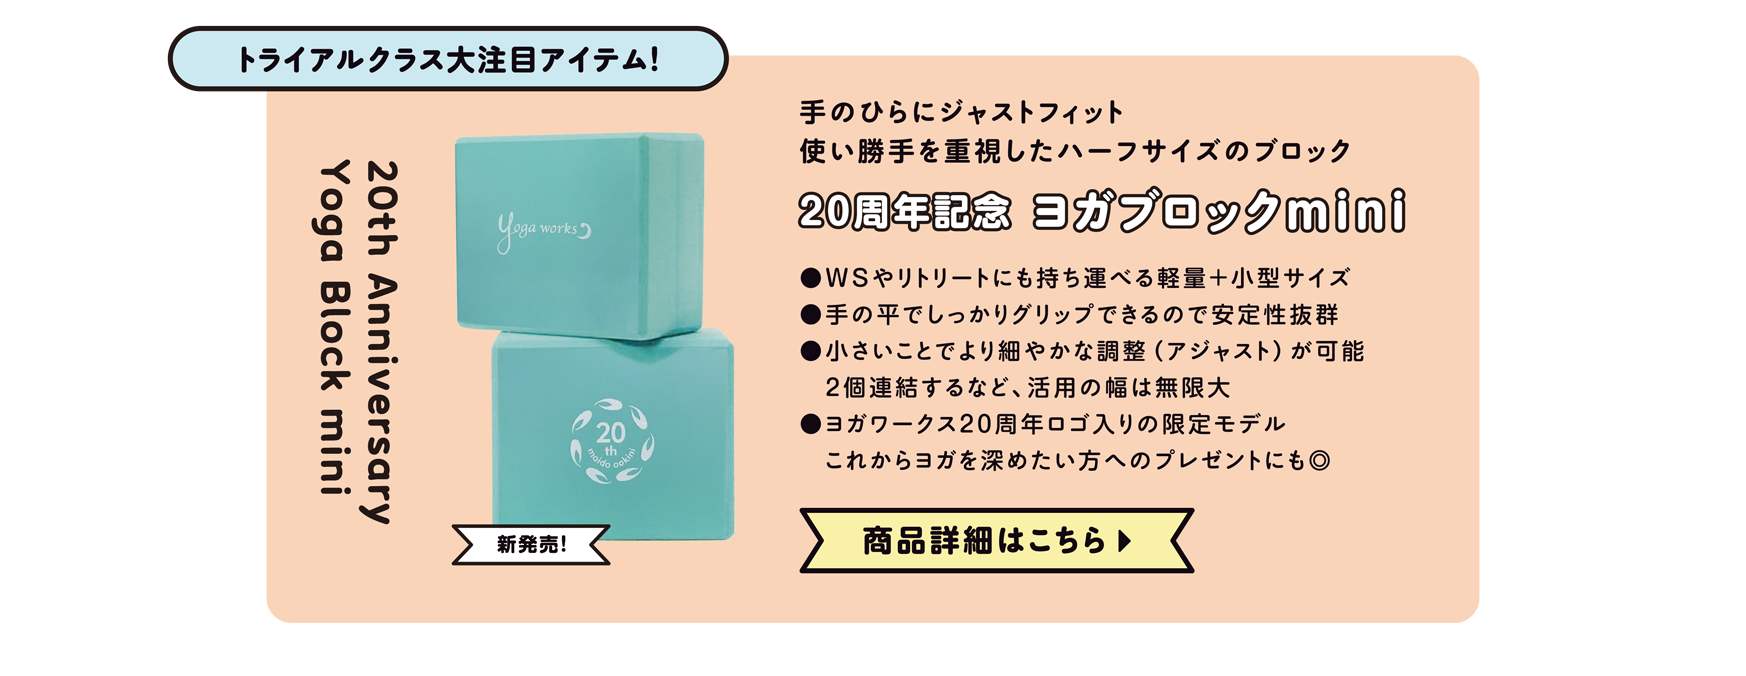 トライアルクラス大注目アイテム!
20th Anniversary
Yoga Block mini
Yoga works
20
th
moido ookini
新発売!
手のひらにジャストフィット
使い勝手を重視したハーフサイズのブロック
20周年記念 ヨガブロックmini
●WSやリトリートにも持ち運べる軽量＋小型サイズ
●手の平でしっかりグリップできるので安定性抜群
●小さいことでより細やかな調整（アジャスト）が可能
2個連結するなど、活用の幅は無限大
●ヨガワークス20周年ロゴ入りの限定モデル
これからヨガを深めたい方へのプレゼントにも◎
商品詳細はこちら▶